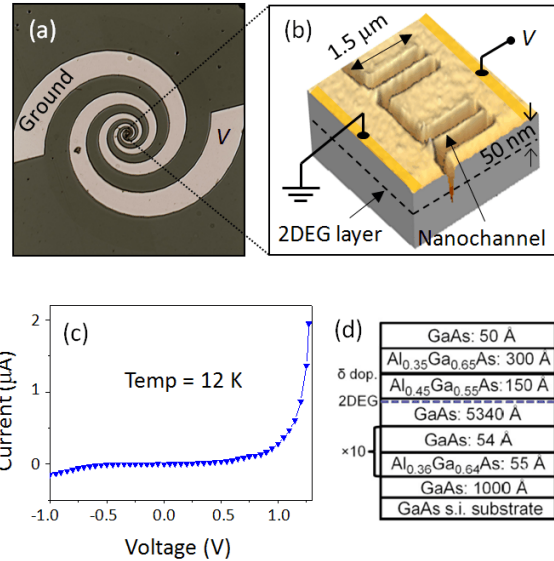 (a)
Ground
V
(b)
1.5 µm
V
50 nm
2DEG layer
Nanochannel
(c)
Temp = 12 K
Current (µA)
2
1
0
-1.0
-0.5
0.0
0.5
1.0
Voltage (V)
(d)
GaAs: 50 Å
Al0.35Ga0.65As: 300 Å
δ dop.
Al0.45Ga0.55As: 150 Å
2DEG
GaAs: 5340 Å
GaAs: 54 Å
×10
Al0.36Ga0.64As: 55 Å
GaAs: 1000 Å
GaAs s.i. substrate